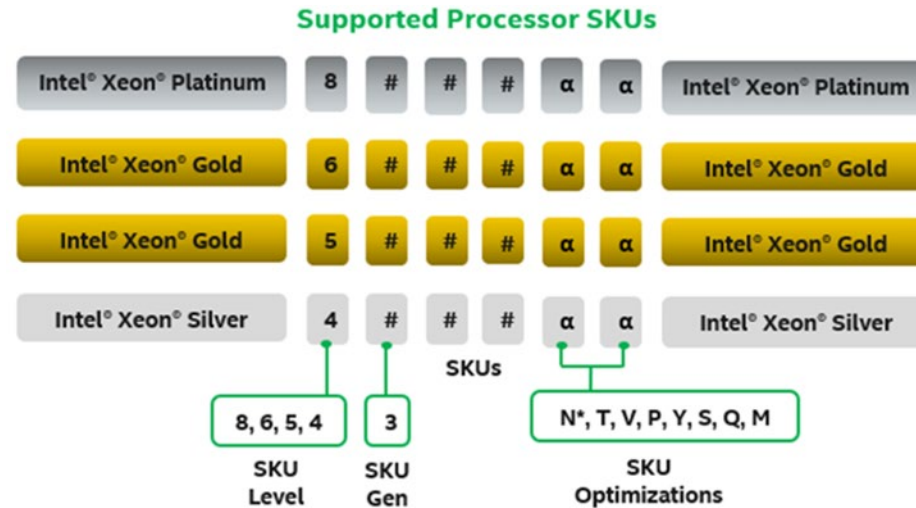 Supported Processor SKUs
Intel® Xeon® Platinum 8 # # # α α Intel® Xeon® Platinum
Intel® Xeon® Gold 6 # # # α α Intel® Xeon® Gold
Intel® Xeon® Gold 5 # # # α α Intel® Xeon® Gold
Intel® Xeon® Silver 4 # # # α α Intel® Xeon® Silver
SKUs
8, 6, 5, 4 3 N*, T, V, P, Y, S, Q, M
SKU Level
SKU Gen
SKU Optimizations